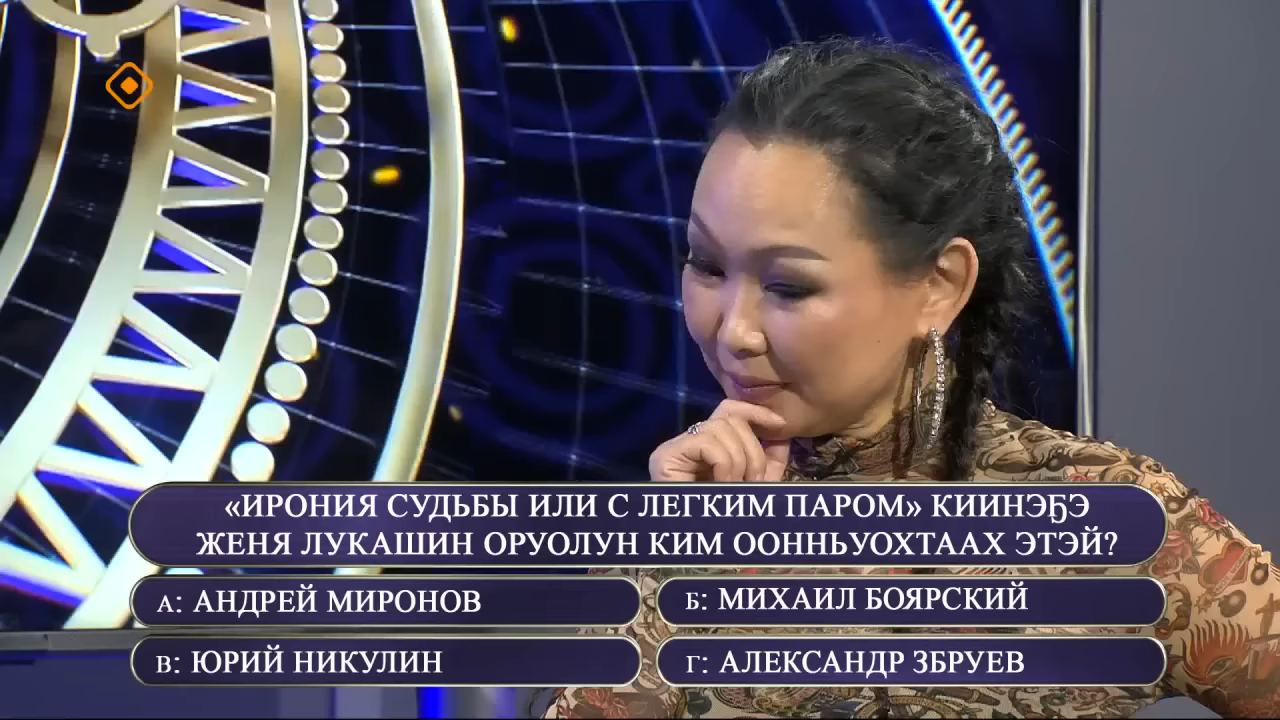 «ИРОНИЯ СУДЬБЫ ИЛИ С ЛЕГКИМ ПАРОМ» КИИНЭҔЭ
ЖЕНЯ ЛУКАШИН ОРУОЛУН КИМ ООННЬУОХТААХ ЭТЭЙ?
А: АНДРЕЙ МИРОНОВ
Б: МИХАИЛ БОЯРСКИЙ
В: ЮРИЙ НИКУЛИН
Г: АЛЕКСАНДР ЗБРУЕВ